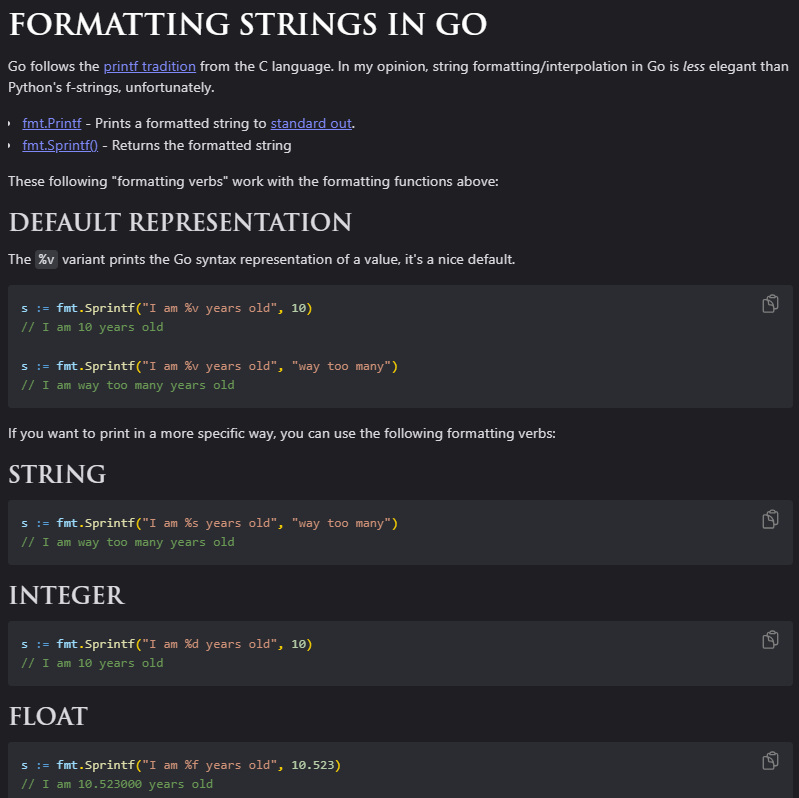 FORMATTING STRINGS IN GO
Go follows the printf tradition from the C language. In my opinion, string formatting/interpolation in Go is less elegant than
Python's f-strings, unfortunately.
• fmt.Printf - Prints a formatted string to standard out.
• fmt.Sprintf() - Returns the formatted string
These following "formatting verbs" work with the formatting functions above:
DEFAULT REPRESENTATION
The %v variant prints the Go syntax representation of a value, it's a nice default.
s := fmt.Sprintf("I am %v years old", 10)
// I am 10 years old
s := fmt.Sprintf("I am %v years old", "way too many")
// I am way too many years old
If you want to print in a more specific way, you can use the following formatting verbs:
STRING
s := fmt.Sprintf("I am %s years old", "way too many")
// I am way too many years old
INTEGER
s := fmt.Sprintf("I am %d years old", 10)
// I am 10 years old
FLOAT
s := fmt.Sprintf("I am %f years old", 10.523)
// I am 10.523000 years old